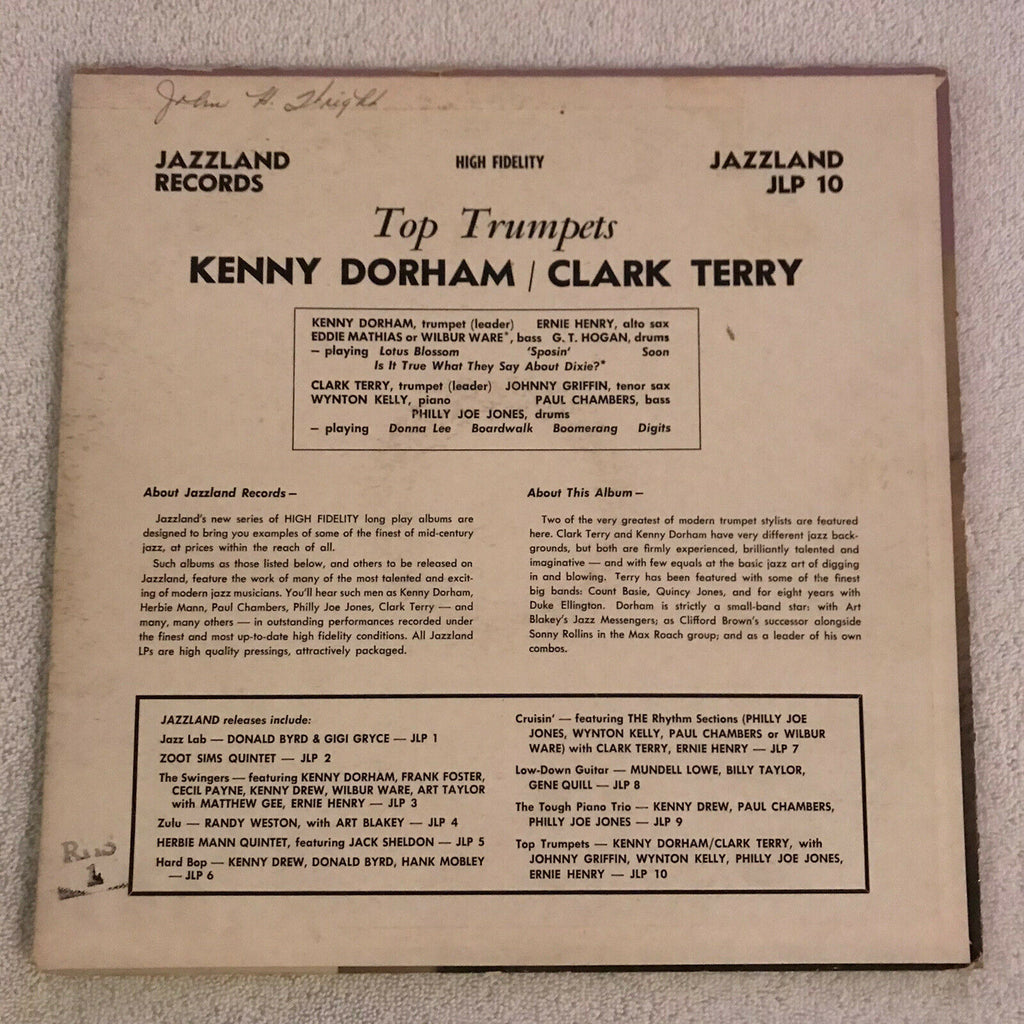 John H. Wright
JAZZLAND RECORDS
HIGH FIDELITY
JAZZLAND JLP 10
Top Trumpets
KENNY DORHAM / CLARK TERRY
KENNY DORHAM, trumpet (leader) ERNIE HENRY, alto sax
EDDIE MATHIAS or WILBUR WARE*, bass G. T. HOGAN, drums
— playing Lotus Blossom 'Sposin' Soon
Is It True What They Say About Dixie?*
CLARK TERRY, trumpet (leader) JOHNNY GRIFFIN, tenor sax
WYNTON KELLY, piano PAUL CHAMBERS, bass
PHILLY JOE JONES, drums
— playing Donna Lee Boardwalk Boomerang Digits
About Jazzland Records —
Jazzland's new series of HIGH FIDELITY long play albums are
designed to bring you examples of some of the finest of mid-century
jazz, at prices within the reach of all.
Such albums as those listed below, and others to be released on
Jazzland, feature the work of many of the most talented and excit-
ing of modern jazz musicians. You'll hear such men as Kenny Dorham,
Herbie Mann, Paul Chambers, Philly Joe Jones, Clark Terry — and
many, many others — in outstanding performances recorded under
the finest and most up-to-date high fidelity conditions. All Jazzland
LPs are high quality pressings, attractively packaged.
About This Album —
Two of the very greatest of modern trumpet stylists are featured
here. Clark Terry and Kenny Dorham have very different jazz back-
grounds, but both are firmly experienced, brilliantly talented and
imaginative — and with few equals at the basic jazz art of digging
in and blowing. Terry has been featured with some of the finest
big bands: Count Basie, Quincy Jones, and for eight years with
Duke Ellington. Dorham is strictly a small-band star: with Art
Blakey's Jazz Messengers; as Clifford Brown's successor alongside
Sonny Rollins in the Max Roach group; and as a leader of his own
combos.
JAZZLAND releases include:
Jazz Lab — DONALD BYRD & GIGI GRYCE — JLP 1
ZOOT SIMS QUINTET — JLP 2
The Swingers — featuring KENNY DORHAM, FRANK FOSTER,
CECIL PAYNE, KENNY DREW, WILBUR WARE, ART TAYLOR
with MATTHEW GEE, ERNIE HENRY — JLP 3
Zulu — RANDY WESTON, with ART BLAKEY — JLP 4
HERBIE MANN QUINTET, featuring JACK SHELDON — JLP 5
Hard Bop — KENNY DREW, DONALD BYRD, HANK MOBLEY
— JLP 6
Cruisin' — featuring THE Rhythm Sections (PHILLY JOE
JONES, WYNTON KELLY, PAUL CHAMBERS or WILBUR
WARE) with CLARK TERRY, ERNIE HENRY — JLP 7
Low-Down Guitar — MUNDELL LOWE, BILLY TAYLOR,
GENE QUILL — JLP 8
The Tough Piano Trio — KENNY DREW, PAUL CHAMBERS,
PHILLY JOE JONES — JLP 9
Top Trumpets — KENNY DORHAM/CLARK TERRY, with
JOHNNY GRIFFIN, WYNTON KELLY, PHILLY JOE JONES,
ERNIE HENRY — JLP 10
1